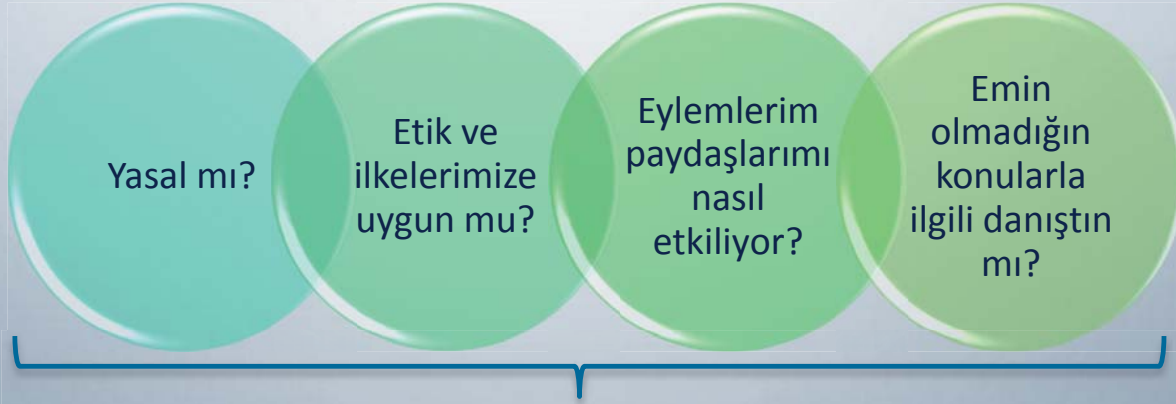 Yasal mı?
Etik ve
ilkelerimize
uygun mu?
Eylemlerim
paydaşlarımı
nasıl
etkiliyor?
Emin
olmadığın
konularla
ilgili danıştın
mı?